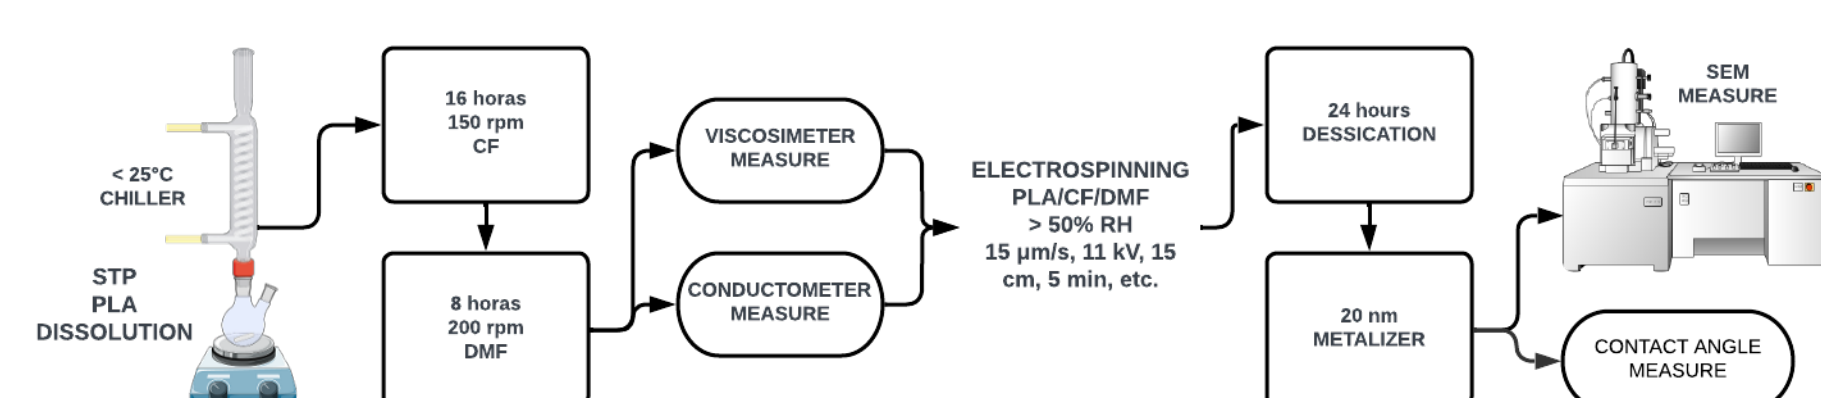 < 25°C
CHILLER
STP
PLA
DISSOLUTION
16 horas
150 rpm
CF
8 horas
200 rpm
DMF
VISCOSIMETER
MEASURE
CONDUCTOMETER
MEASURE
ELECTROSPINNING
PLA/CF/DMF
> 50% RH
15 μm/s, 11 kV, 15
cm, 5 min, etc.
24 hours
DESSICATION
20 nm
METALIZER
SEM
MEASURE
CONTACT ANGLE
MEASURE